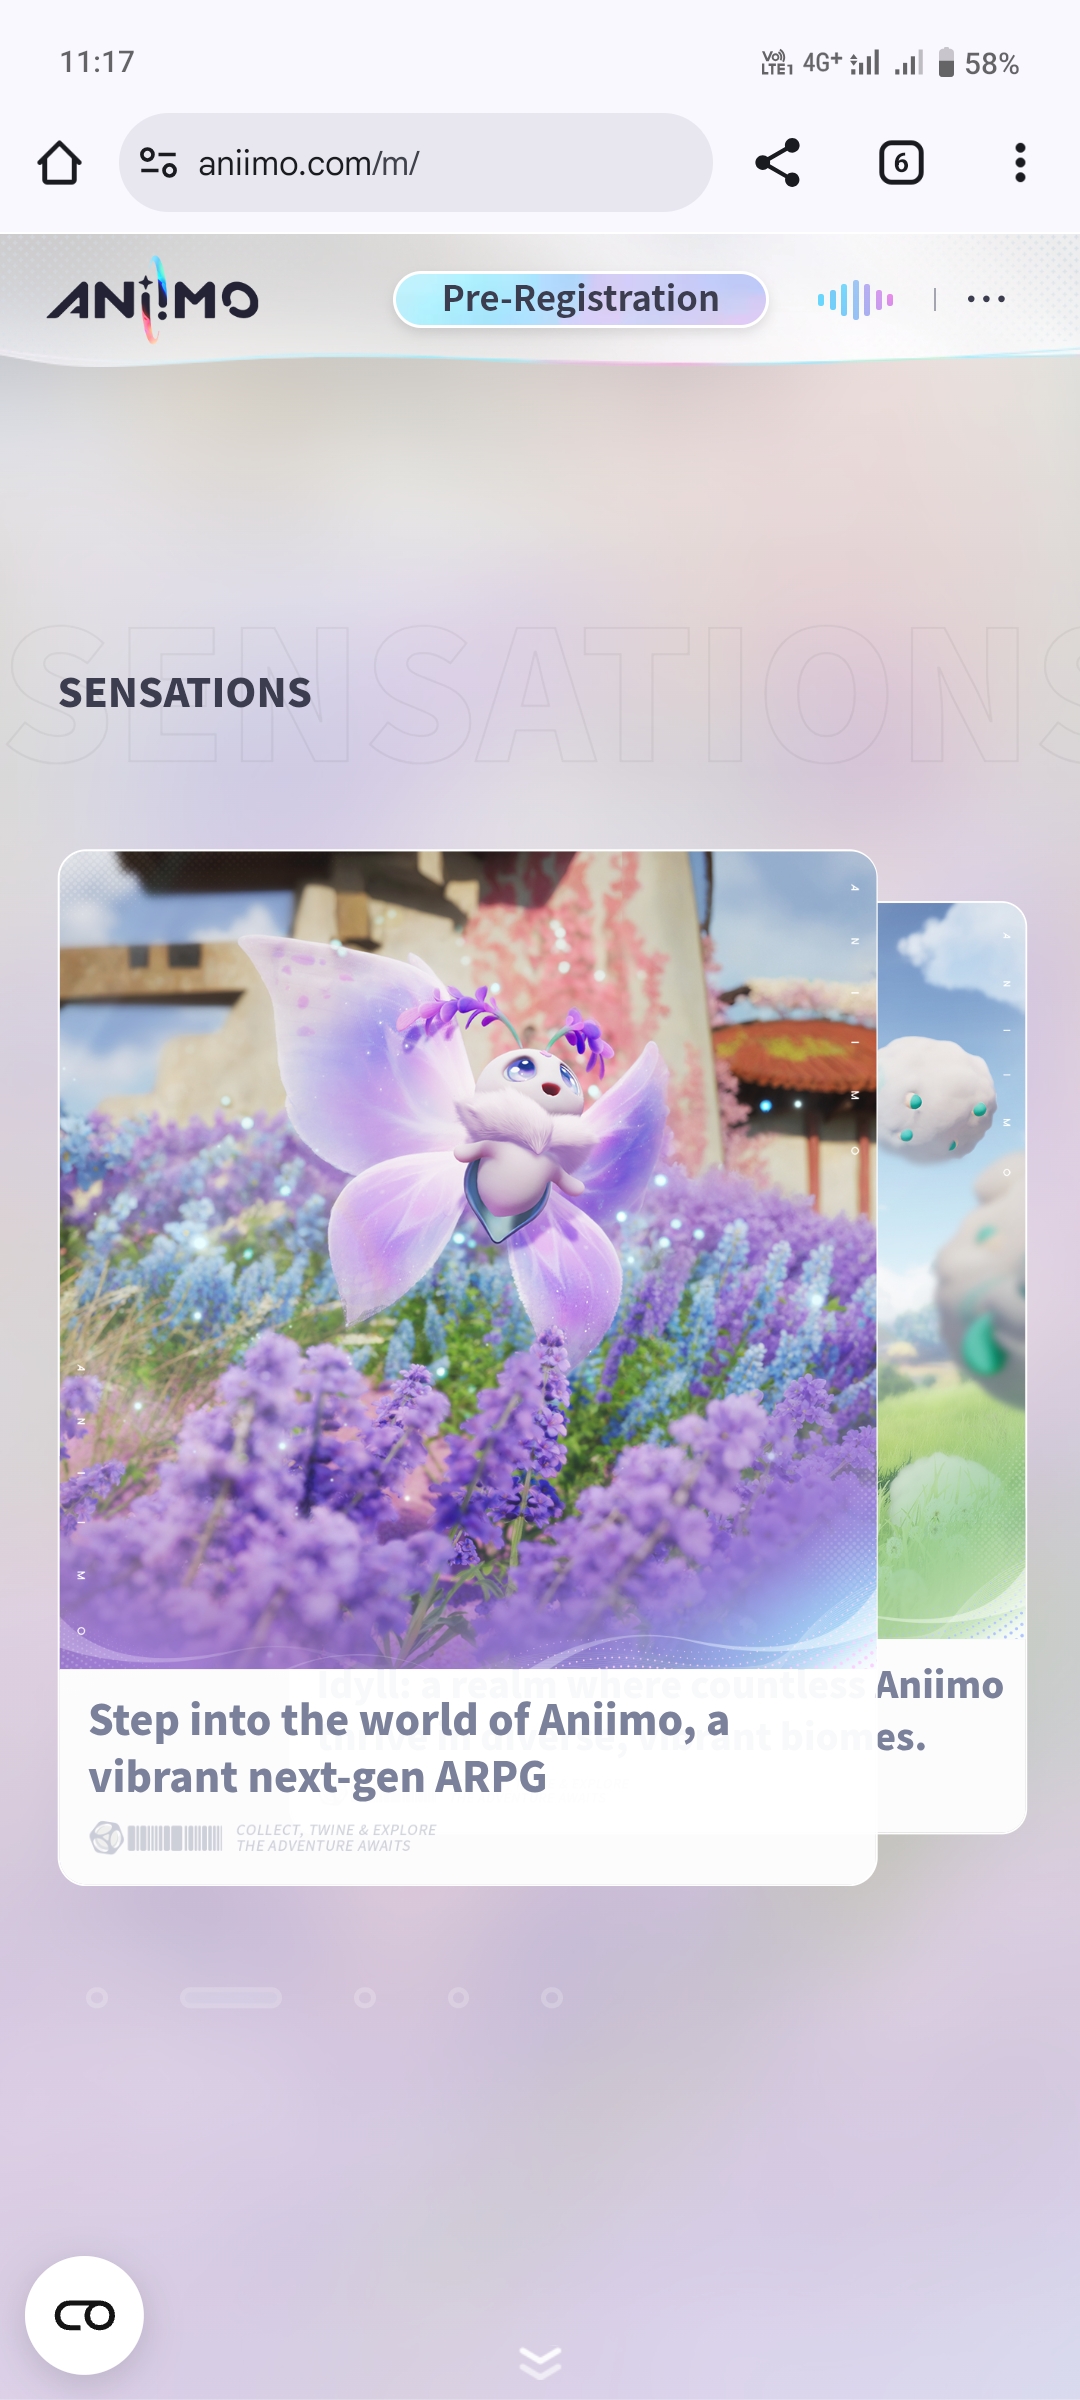 11:17
Vo)) LTE1 4G+ 58%
aniimo.com/m/
6
ANiiMO
Pre-Registration
SENSATIONS
SENSATIONS
ANIIMO
ANIIMO
ANIIMO
Idyll: a realm where countless Aniimo
thrive in diverse, vibrant biomes.
Step into the world of Aniimo, a
vibrant next-gen ARPG
COLLECT, TWINE & EXPLORE
THE ADVENTURE AWAITS